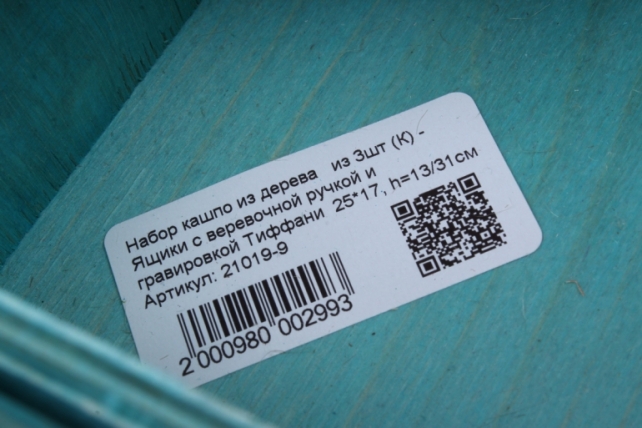 Набор кашпо из дерева из 3шт (К) -
Ящики с веревочной ручкой и
гравировкой Тиффани 25*17, h=13/31см
Артикул: 21019-9
2 000980 002993